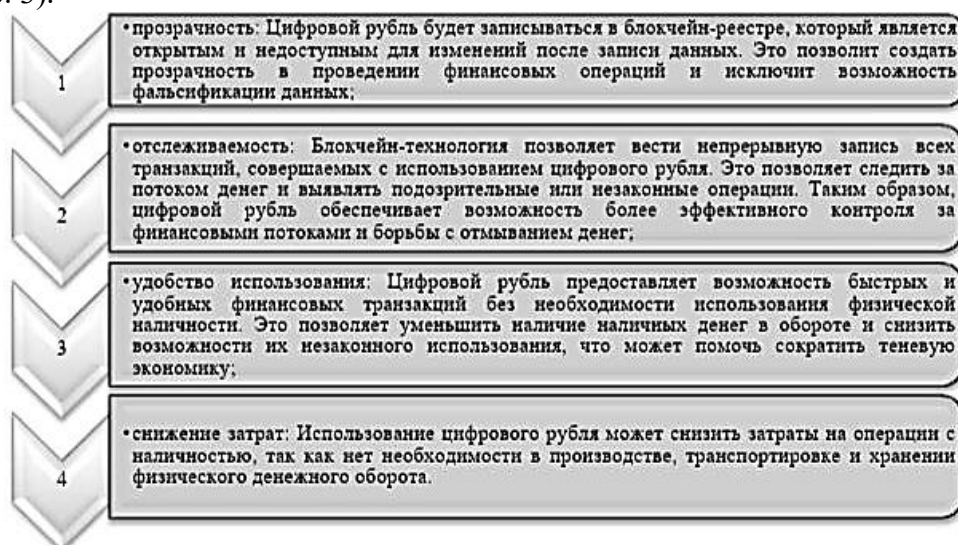 . 3).
• прозрачность: Цифровой рубль будет записываться в блокчейн-реестре, который является
открытым и недоступным для изменений после записи данных. Это позволит создать
прозрачность в проведении финансовых операций и исключит возможность
фальсификации данных;
1
• отслеживаемость: Блокчейн-технология позволяет вести непрерывную запись всех
транзакций, совершаемых с использованием цифрового рубля. Это позволяет следить за
потоком денег и выявлять подозрительные или незаконные операции. Таким образом,
цифровой рубль обеспечивает возможность более эффективного контроля за
финансовыми потоками и борьбы с отмыванием денег;
2
• удобство использования: Цифровой рубль предоставляет возможность быстрых и
удобных финансовых транзакций без необходимости использования физической
наличности. Это позволяет уменьшить наличие наличных денег в обороте и снизить
возможности их незаконного использования, что может помочь сократить теневую
экономику;
3
• снижение затрат: Использование цифрового рубля может снизить затраты на операции с
наличностью, так как нет необходимости в производстве, транспортировке и хранении
физического денежного оборота.
4